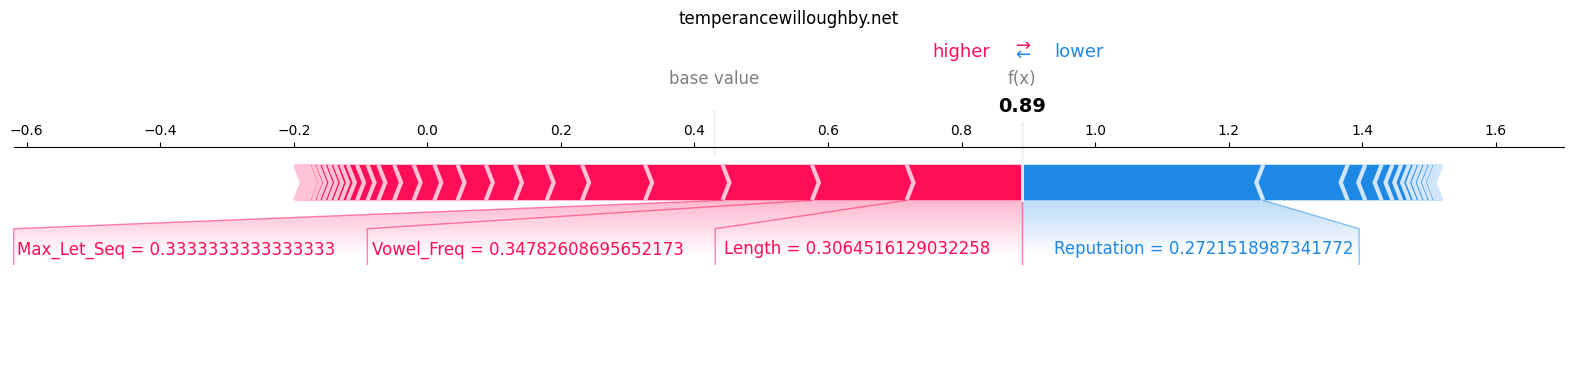 temperancewilloughby.net
higher ⇄ lower
base value f(x)
0.89
−0.6 −0.4 −0.2 0.0 0.2 0.4 0.6 0.8 1.0 1.2 1.4 1.6
Max_Let_Seq = 0.3333333333333333 Vowel_Freq = 0.34782608695652173 Length = 0.3064516129032258 Reputation = 0.2721518987341772